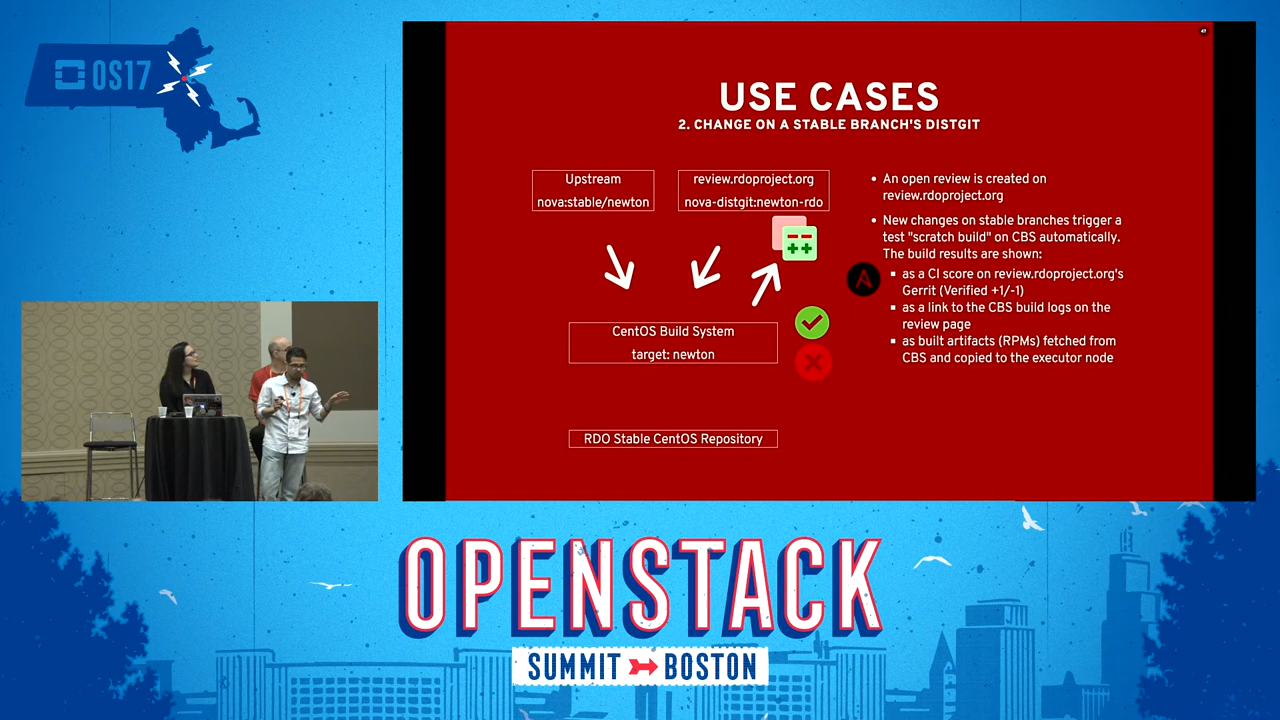 OS17
47
USE CASES
2. CHANGE ON A STABLE BRANCH'S DISTGIT
Upstream
nova:stable/newton
review.rdoproject.org
nova-distgit:newton-rdo
CentOS Build System
target: newton
RDO Stable CentOS Repository
• An open review is created on
review.rdoproject.org
• New changes on stable branches trigger a
test "scratch build" on CBS automatically.
The build results are shown:
▪ as a CI score on review.rdoproject.org's
Gerrit (Verified +1/-1)
▪ as a link to the CBS build logs on the
review page
▪ as built artifacts (RPMs) fetched from
CBS and copied to the executor node
OPENSTACK
SUMMIT BOSTON